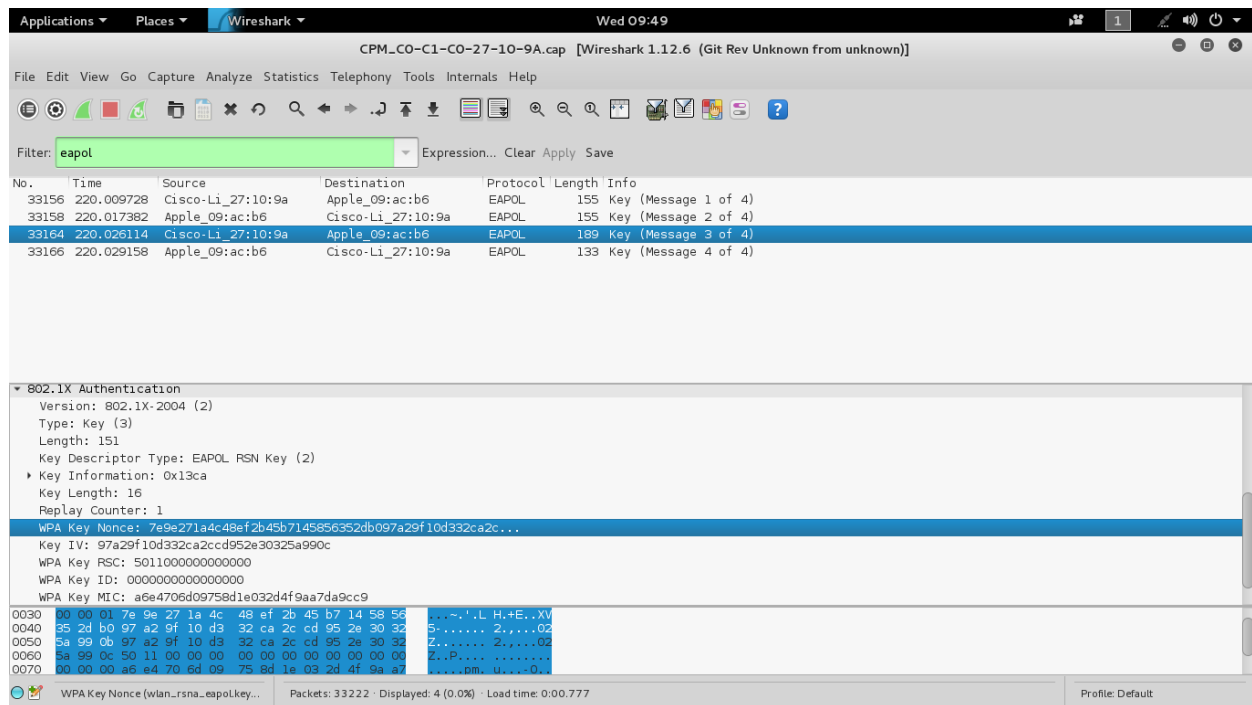 Applications Places Wireshark Wed 09:49 1
CPM_C0-C1-C0-27-10-9A.cap [Wireshark 1.12.6 (Git Rev Unknown from unknown)]
File Edit View Go Capture Analyze Statistics Telephony Tools Internals Help
Filter: eapol Expression... Clear Apply Save
No. Time Source Destination Protocol Length Info
33156 220.009728 Cisco-Li_27:10:9a Apple_09:ac:b6 EAPOL 155 Key (Message 1 of 4)
33158 220.017382 Apple_09:ac:b6 Cisco-Li_27:10:9a EAPOL 155 Key (Message 2 of 4)
33164 220.026114 Cisco-Li_27:10:9a Apple_09:ac:b6 EAPOL 189 Key (Message 3 of 4)
33166 220.029158 Apple_09:ac:b6 Cisco-Li_27:10:9a EAPOL 133 Key (Message 4 of 4)
802.1X Authentication
Version: 802.1X-2004 (2)
Type: Key (3)
Length: 151
Key Descriptor Type: EAPOL RSN Key (2)
Key Information: 0x13ca
Key Length: 16
Replay Counter: 1
WPA Key Nonce: 7e9e271a4c48ef2b45b7145856352db097a29f10d332ca2c...
Key IV: 97a29f10d332ca2ccd952e30325a990c
WPA Key RSC: 5011000000000000
WPA Key ID: 0000000000000000
WPA Key MIC: a6e4706d09758d1e032d4f9aa7da9cc9
0030 00 00 01 7e 9e 27 1a 4c 48 ef 2b 45 b7 14 58 56 ...~.'.L H.+E..XV
0040 35 2d b0 97 a2 9f 10 d3 32 ca 2c cd 95 2e 30 32 5-...... 2.,...02
0050 5a 99 0b 97 a2 9f 10 d3 32 ca 2c cd 95 2e 30 32 Z....... 2.,...02
0060 5a 99 0c 50 11 00 00 00 00 00 00 00 00 00 00 00 Z..P.... ........
0070 00 00 00 a6 e4 70 6d 09 75 8d 1e 03 2d 4f 9a a7 .....pm. u...-O..
WPA Key Nonce (wlan_rsna_eapol.key... Packets: 33222 · Displayed: 4 (0.0%) · Load time: 0:00.777 Profile: Default